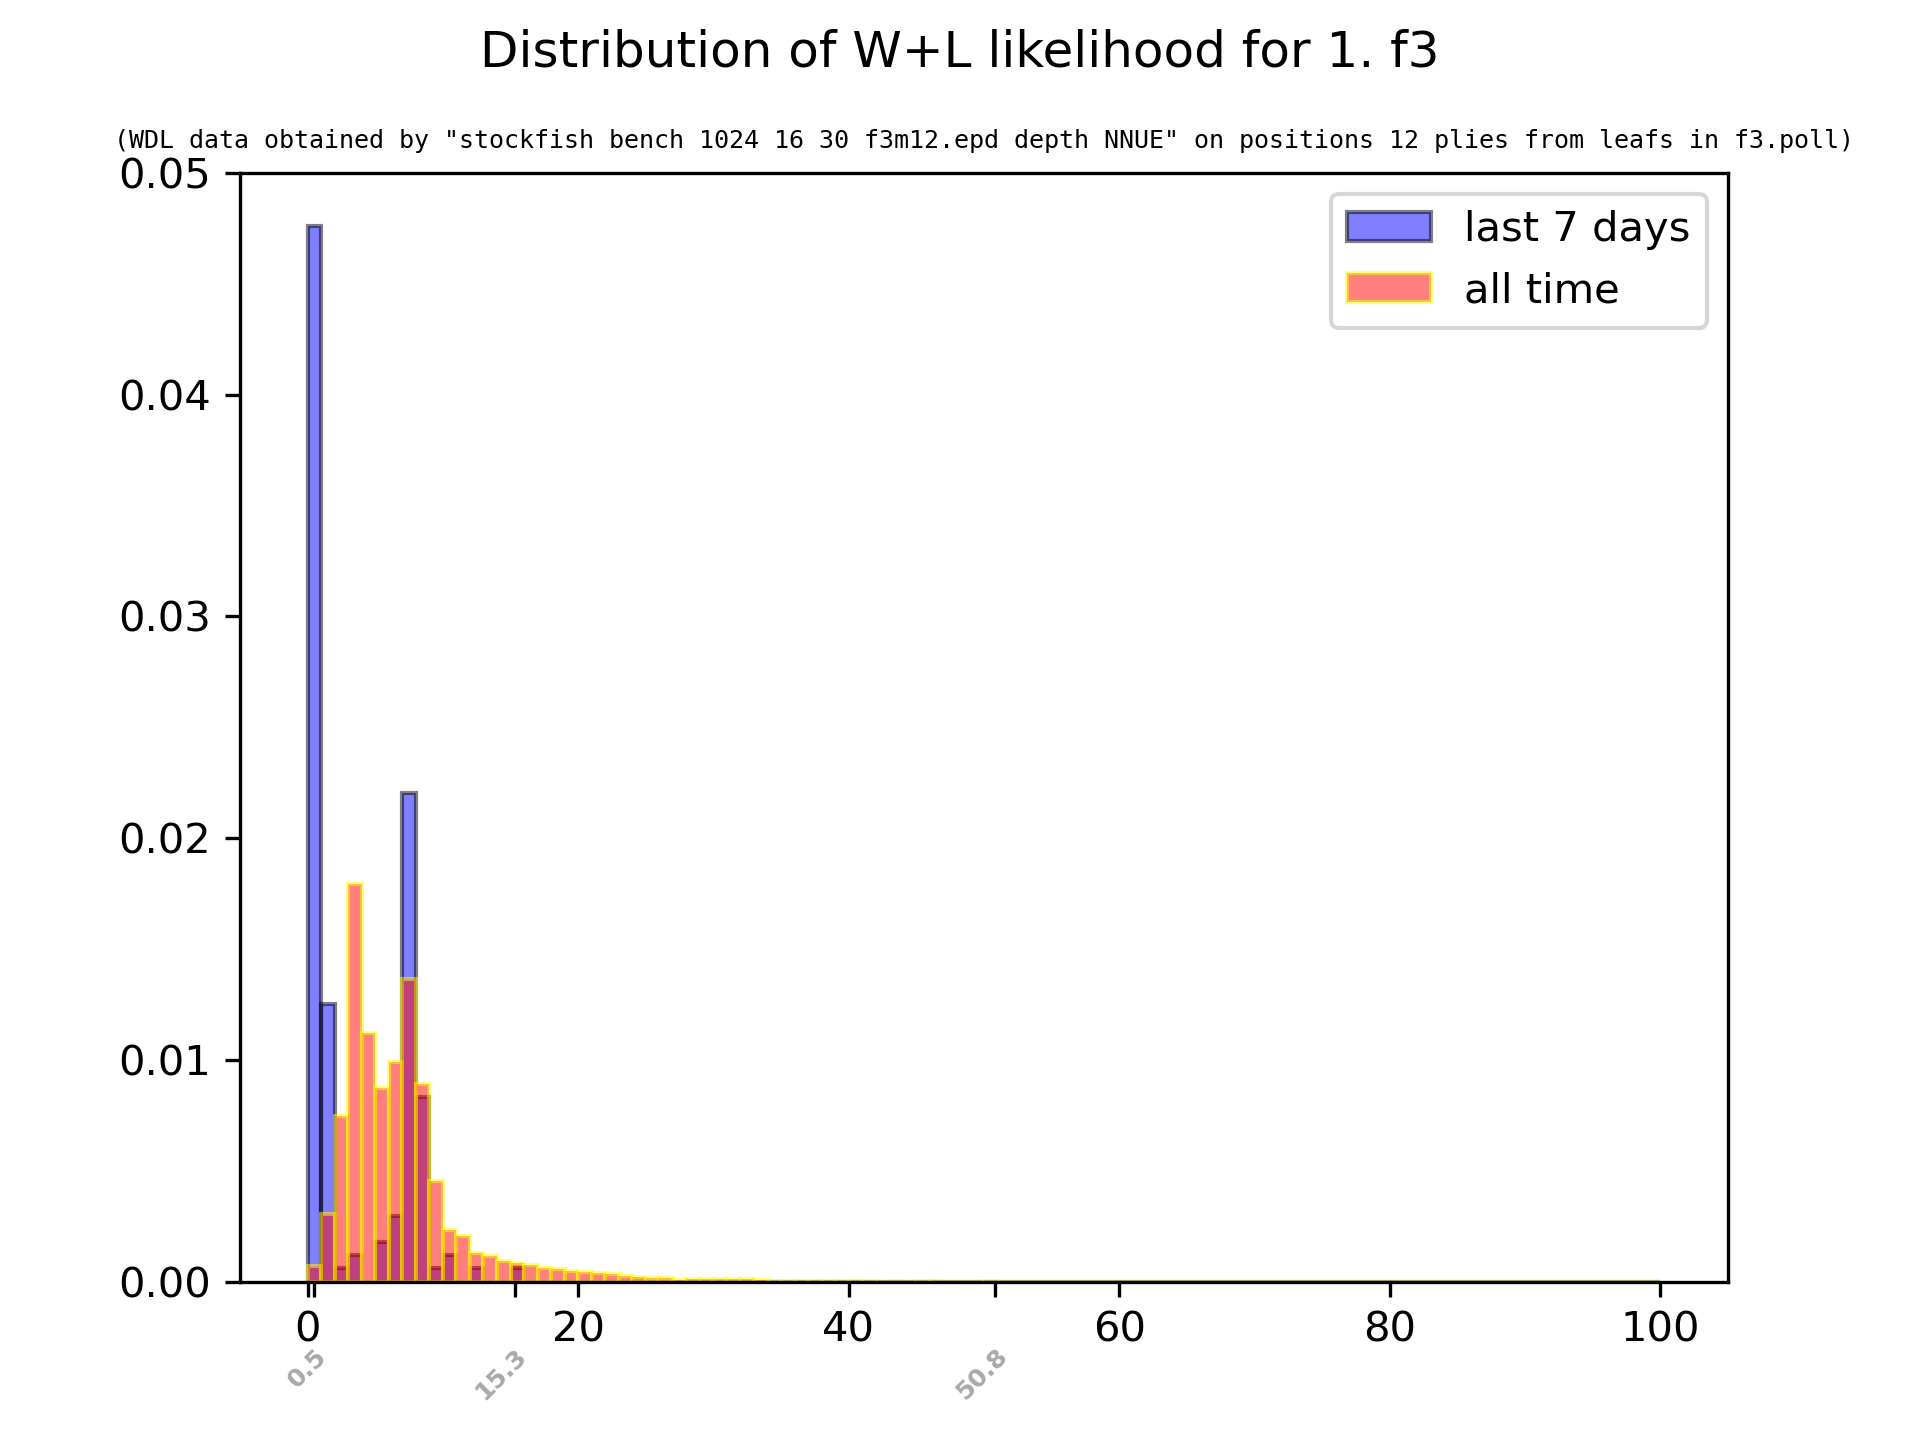 Distribution of W+L likelihood for 1. f3
(WDL data obtained by "stockfish bench 1024 16 30 f3m12.epd depth NNUE" on positions 12 plies from leafs in f3.poll)
0.05
last 7 days
all time
0.04
0.03
0.02
0.01
0.00
0 20 40 60 80 100
0.5 15.3 50.8